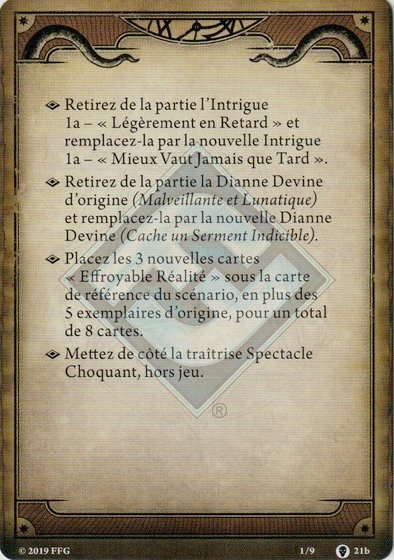 Retirez de la partie l'Intrigue
1a – « Légèrement en Retard » et
remplacez-la par la nouvelle Intrigue
1a – « Mieux Vaut Jamais que Tard ».
Retirez de la partie la Dianne Devine
d'origine (Malveillante et Lunatique)
et remplacez-la par la nouvelle Dianne
Devine (Cache un Serment Indicible).
Placez les 3 nouvelles cartes
« Effroyable Réalité » sous la carte
de référence du scénario, en plus des
5 exemplaires d'origine, pour un total
de 8 cartes.
Mettez de côté la traîtrise Spectacle
Choquant, hors jeu.
®
© 2019 FFG 1/9 21b